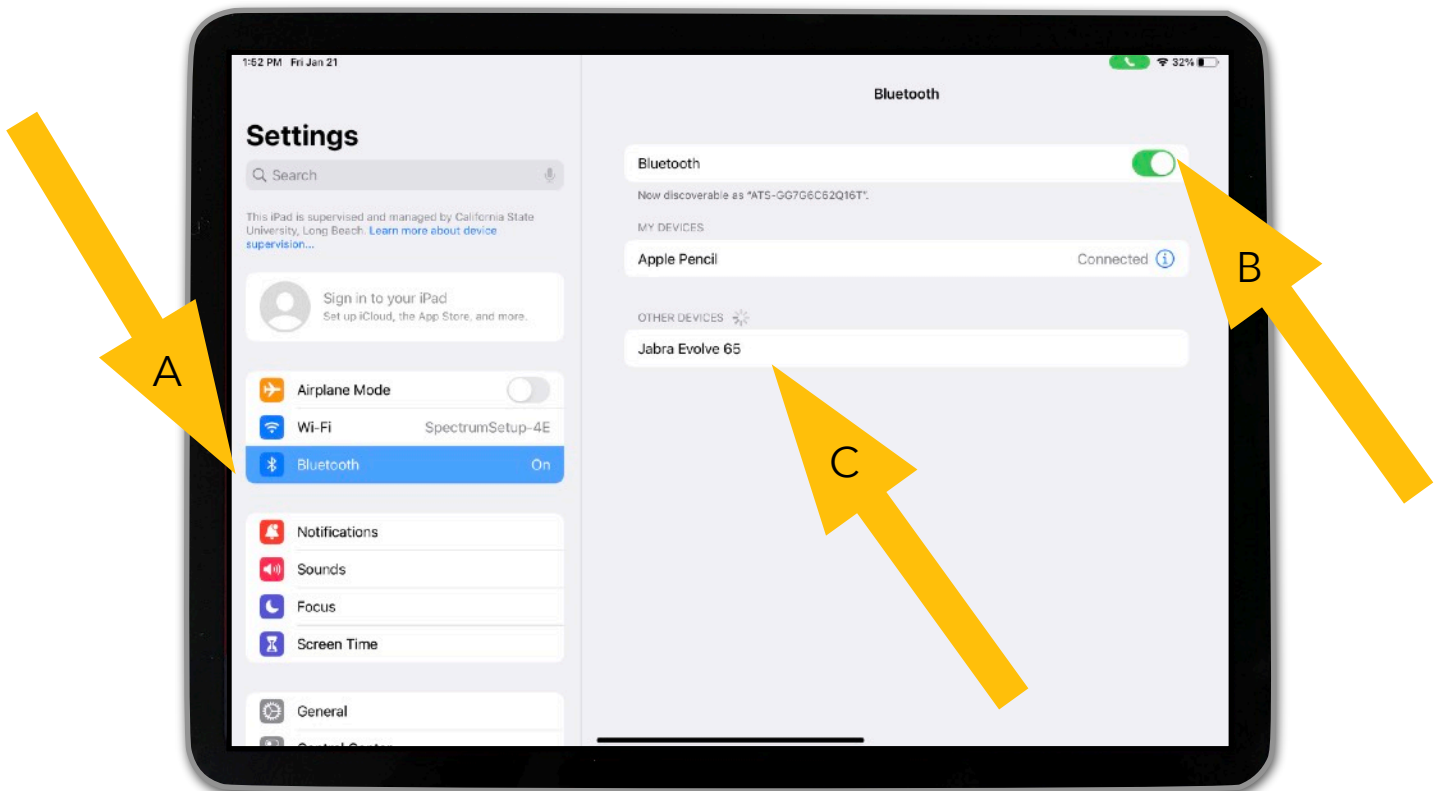 1:52 PM Fri Jan 21
32%
Settings
Search
This iPad is supervised and managed by California State
University, Long Beach. Learn more about device
supervision...
Sign in to your iPad
Set up iCloud, the App Store, and more.
Airplane Mode
Wi-Fi SpectrumSetup-4E
Bluetooth On
Notifications
Sounds
Focus
Screen Time
General
Bluetooth
Bluetooth
Now discoverable as "ATS-GG7G6C62Q16T".
MY DEVICES
Apple Pencil Connected
OTHER DEVICES
Jabra Evolve 65
A
B
C